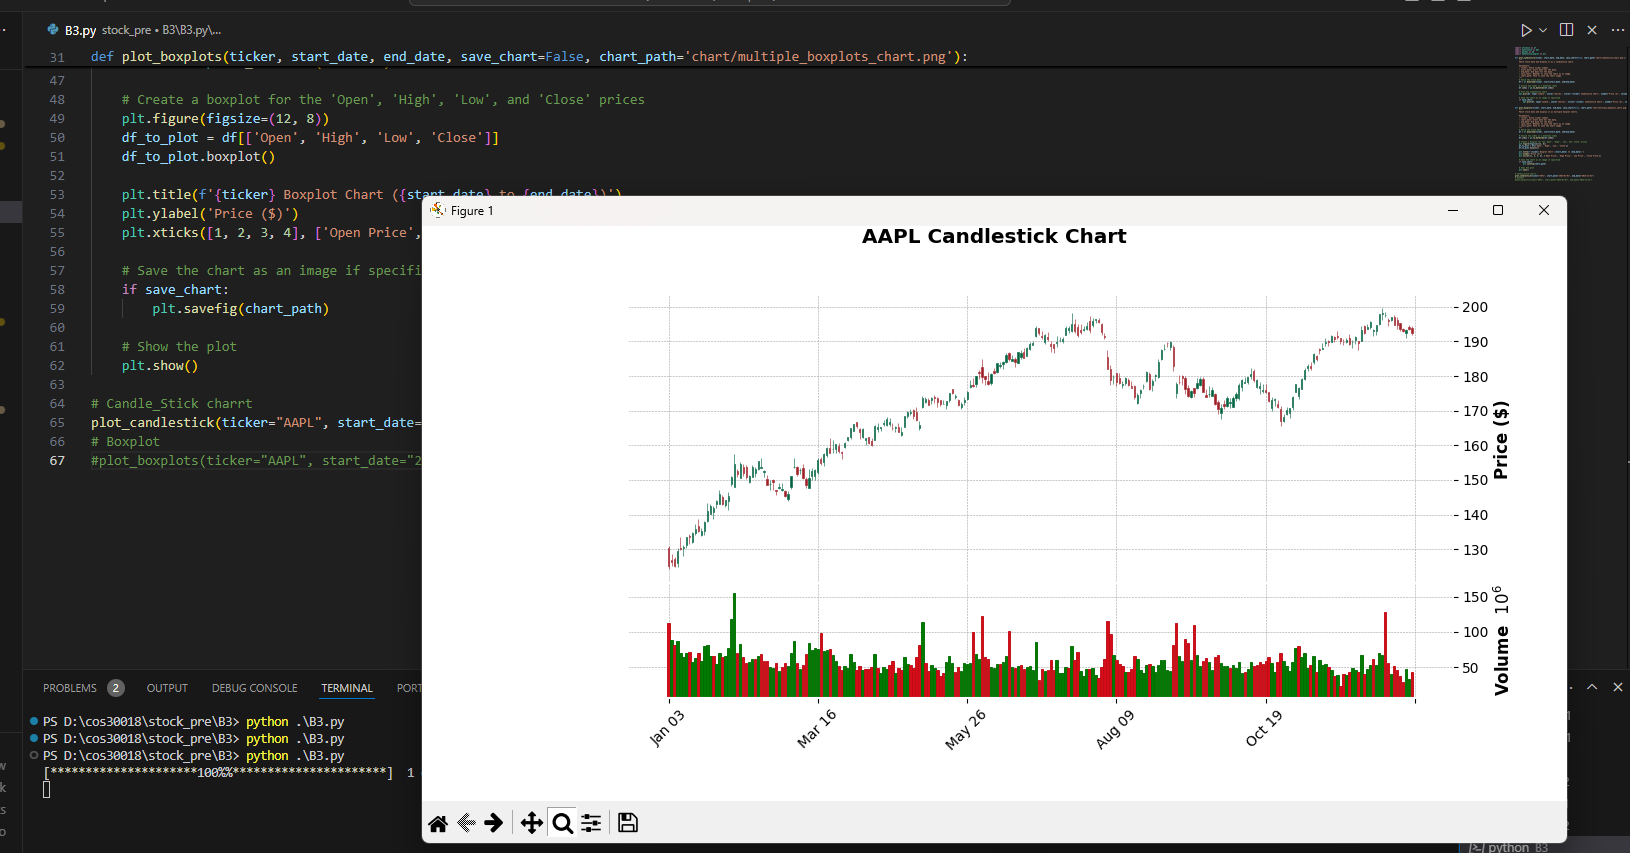 B3.py stock_pre • B3\B3.py\...
31 def plot_boxplots(ticker, start_date, end_date, save_chart=False, chart_path='chart/multiple_boxplots_chart.png'):
47
48 # Create a boxplot for the 'Open', 'High', 'Low', and 'Close' prices
49 plt.figure(figsize=(12, 8))
50 df_to_plot = df[['Open', 'High', 'Low', 'Close']]
51 df_to_plot.boxplot()
52
53 plt.title(f'{ticker} Boxplot Chart ({start_date} to {end_date})')
54 plt.ylabel('Price ($)')
55 plt.xticks([1, 2, 3, 4], ['Open Price',
56
57 # Save the chart as an image if specifi
58 if save_chart:
59 plt.savefig(chart_path)
60
61 # Show the plot
62 plt.show()
63
64 # Candle_Stick charrt
65 plot_candlestick(ticker="AAPL", start_date=
66 # Boxplot
67 #plot_boxplots(ticker="AAPL", start_date="2
PROBLEMS 2 OUTPUT DEBUG CONSOLE TERMINAL PORT
PS D:\cos30018\stock_pre\B3> python .\B3.py
PS D:\cos30018\stock_pre\B3> python .\B3.py
PS D:\cos30018\stock_pre\B3> python .\B3.py
[*********************100%%**********************] 1
Figure 1
AAPL Candlestick Chart
200
190
180
170
160
150
140
130
Price ($)
150
100
50
Volume 10^6
Jan 03
Mar 16
May 26
Aug 09
Oct 19
python B3